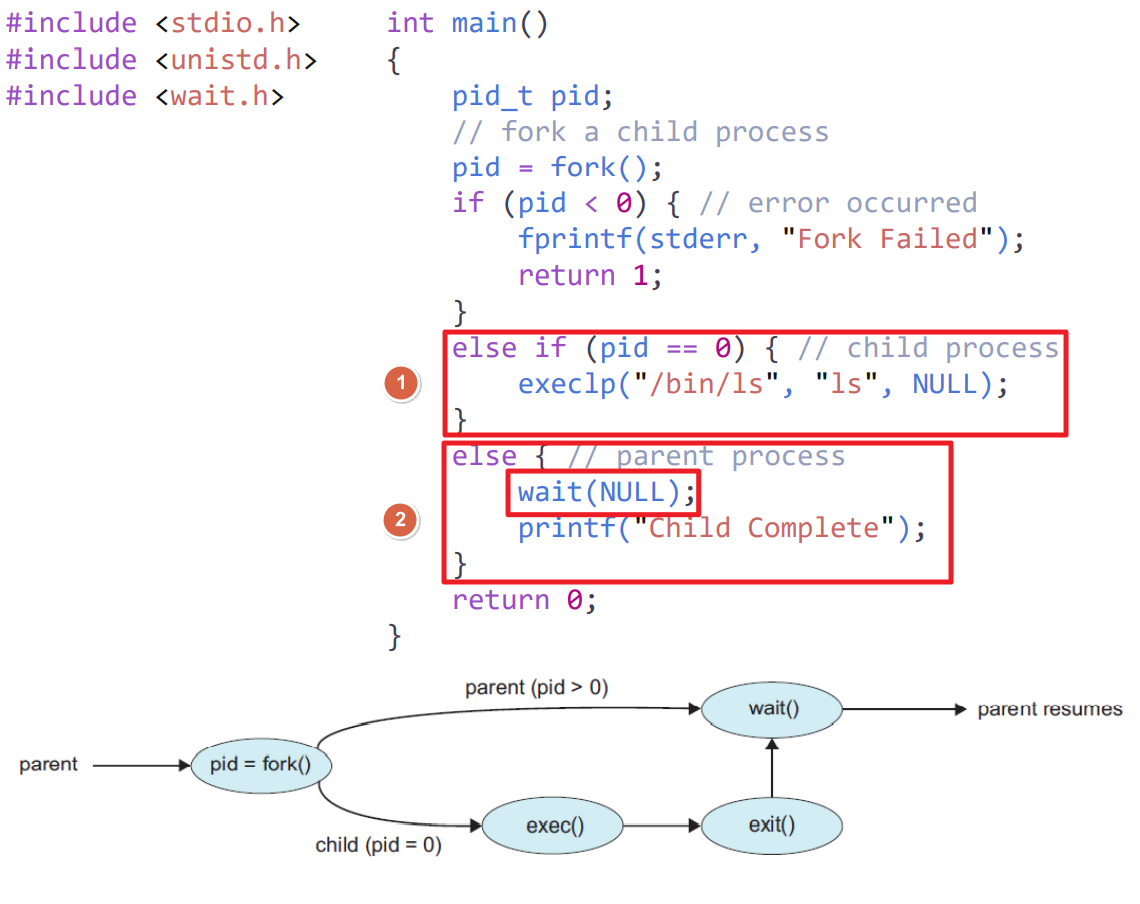 #include <stdio.h>
#include <unistd.h>
#include <wait.h>
int main()
{
    pid_t pid;
    // fork a child process
    pid = fork();
    if (pid < 0) { // error occurred
        fprintf(stderr, "Fork Failed");
        return 1;
    }
    else if (pid == 0) { // child process
        execlp("/bin/ls", "ls", NULL);
    }
    else { // parent process
        wait(NULL);
        printf("Child Complete");
    }
    return 0;
}
1
2
parent (pid > 0)
wait()
parent resumes
parent
pid = fork()
child (pid = 0)
exec()
exit()